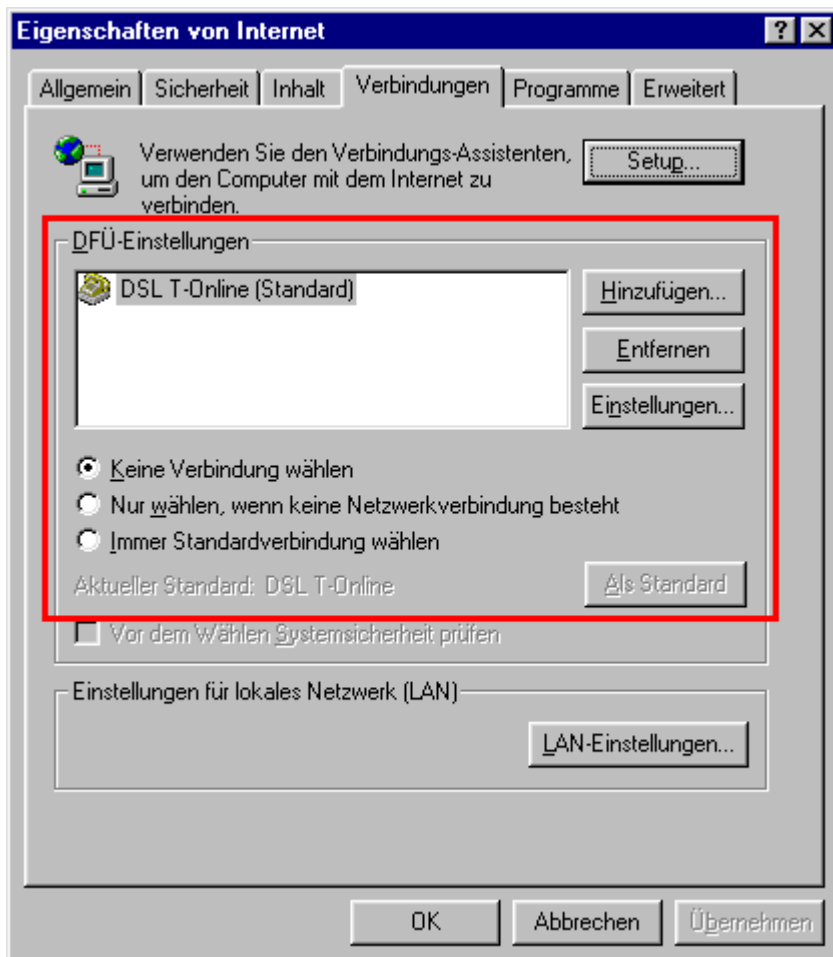 Eigenschaften von Internet
Allgemein Sicherheit Inhalt Verbindungen Programme Erweitert
Verwenden Sie den Verbindungs-Assistenten,
um den Computer mit dem Internet zu
verbinden.
Setup...
DFÜ-Einstellungen
DSL T-Online (Standard)
Hinzufügen...
Entfernen
Einstellungen...
Keine Verbindung wählen
Nur wählen, wenn keine Netzwerkverbindung besteht
Immer Standardverbindung wählen
Aktueller Standard: DSL T-Online
Als Standard
Vor dem Wählen Systemsicherheit prüfen
Einstellungen für lokales Netzwerk (LAN)
LAN-Einstellungen...
OK Abbrechen Übernehmen